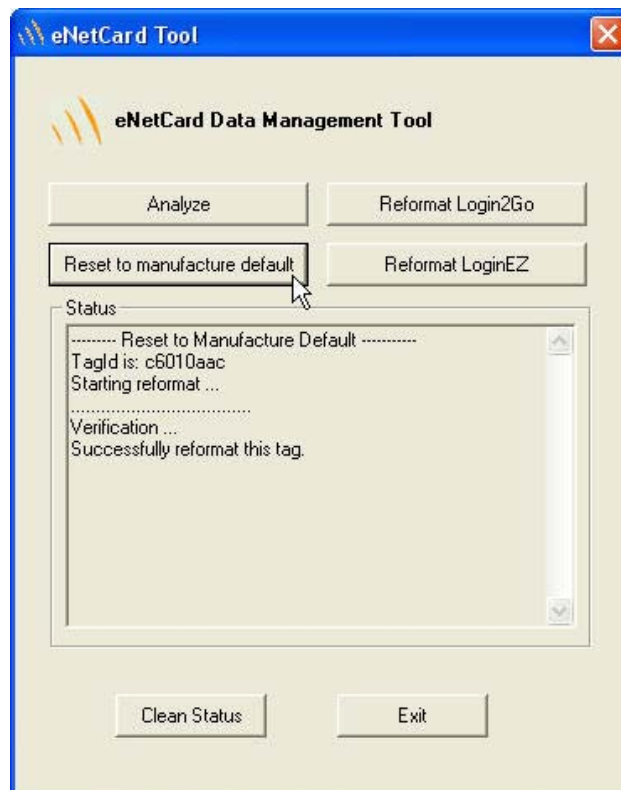 eNetCard Tool
eNetCard Data Management Tool
Analyze
Reformat Login2Go
Reset to manufacture default
Reformat LoginEZ
Status
--------- Reset to Manufacture Default ----------
TagId is: c6010aac
Starting reformat ...
..................................
Verification ...
Successfully reformat this tag.
Clean Status
Exit